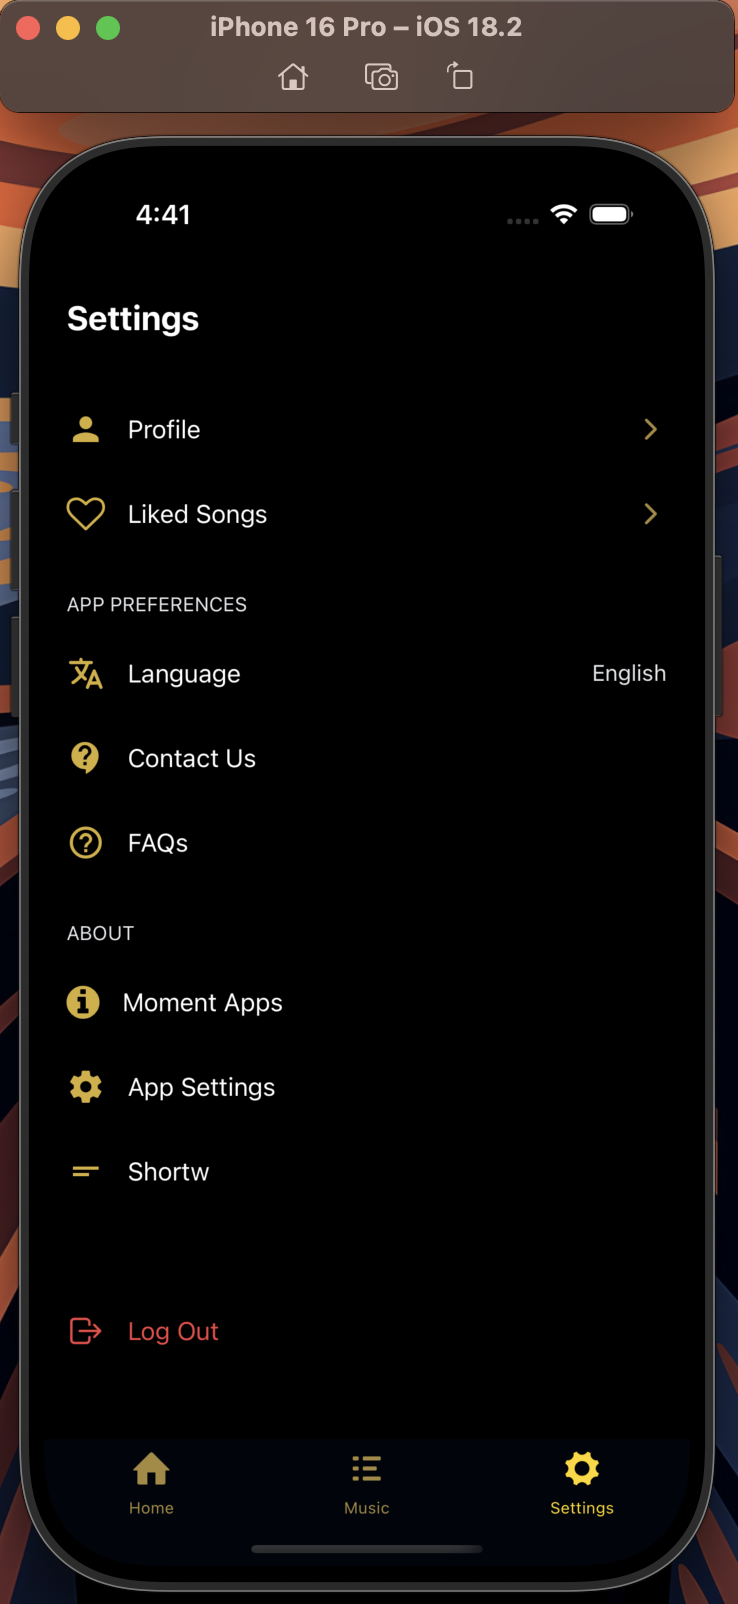 iPhone 16 Pro – iOS 18.2
4:41
Settings
Profile
Liked Songs
APP PREFERENCES
Language English
Contact Us
FAQs
ABOUT
Moment Apps
App Settings
Shortw
Log Out
Home Music Settings